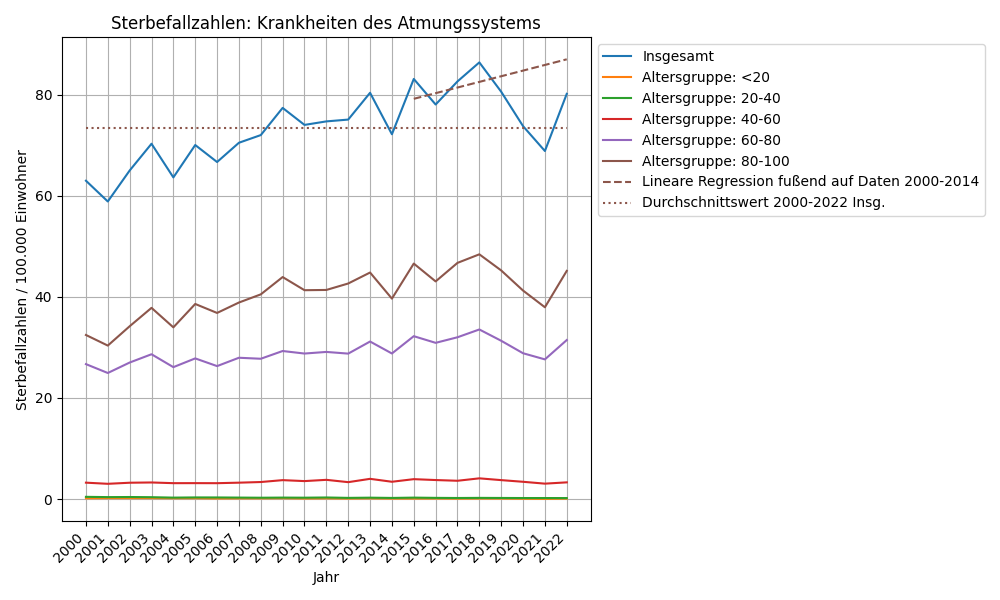 Sterbefallzahlen: Krankheiten des Atmungssystems
Insgesamt
Altersgruppe: <20
Altersgruppe: 20-40
Altersgruppe: 40-60
Altersgruppe: 60-80
Altersgruppe: 80-100
Lineare Regression fußend auf Daten 2000-2014
Durchschnittswert 2000-2022 Insg.
Sterbefallzahlen / 100.000 Einwohner
80
60
40
20
0
2000 2001 2002 2003 2004 2005 2006 2007 2008 2009 2010 2011 2012 2013 2014 2015 2016 2017 2018 2019 2020 2021 2022
Jahr